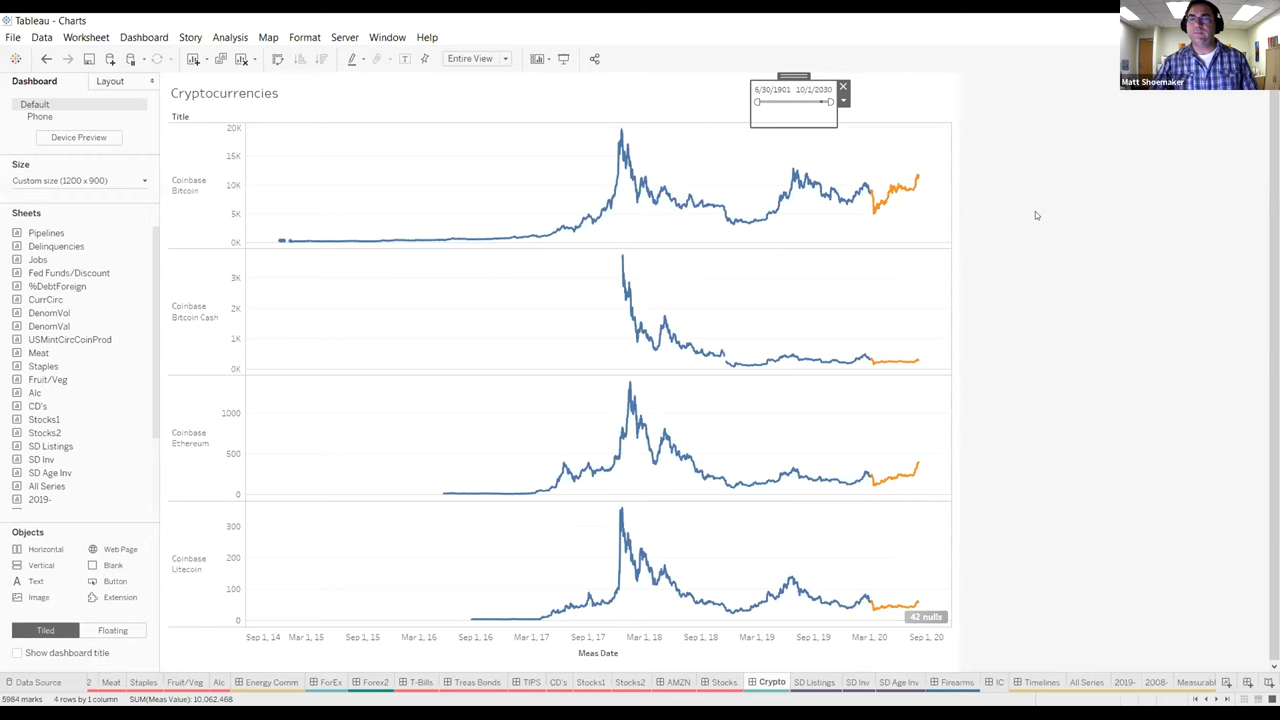 Tableau - Charts
File Data Worksheet Dashboard Story Analysis Map Format Server Window Help
Entire View
Matt Shoemaker
Dashboard Layout
Default
Phone
Device Preview
Size
Custom size (1200 x 900)
Sheets
Pipelines
Delinquencies
Jobs
Fed Funds/Discount
%DebtForeign
CurrCirc
DenomVol
DenomVal
USMintCircCoinProd
Meat
Staples
Fruit/Veg
Alc
CD's
Stocks1
Stocks2
SD Listings
SD Inv
SD Age Inv
All Series
2019-
Objects
Horizontal Web Page
Vertical Blank
Text Button
Image Extension
Tiled Floating
Show dashboard title
Cryptocurrencies
6/30/1901 10/1/2030
Title
Coinbase
Bitcoin
20K
15K
10K
5K
0K
Coinbase
Bitcoin Cash
3K
2K
1K
0K
Coinbase
Ethereum
1000
500
0
Coinbase
Litecoin
300
200
100
0
42 nulls
Sep 1, 14 Mar 1, 15 Sep 1, 15 Mar 1, 16 Sep 1, 16 Mar 1, 17 Sep 1, 17 Mar 1, 18 Sep 1, 18 Mar 1, 19 Sep 1, 19 Mar 1, 20 Sep 1, 20
Meas Date
Data Source 2 Meat Staples Fruit/Veg Alc Energy Comm ForEx Forex2 T-Bills Treas Bonds TIPS CD's Stocks1 Stocks2 AMZN Stocks Crypto SD Listings SD Inv SD Age Inv Firearms IC Timelines All Series 2019- 2008- Measurabl
5984 marks 4 rows by 1 column SUM(Meas Value): 10,062,468